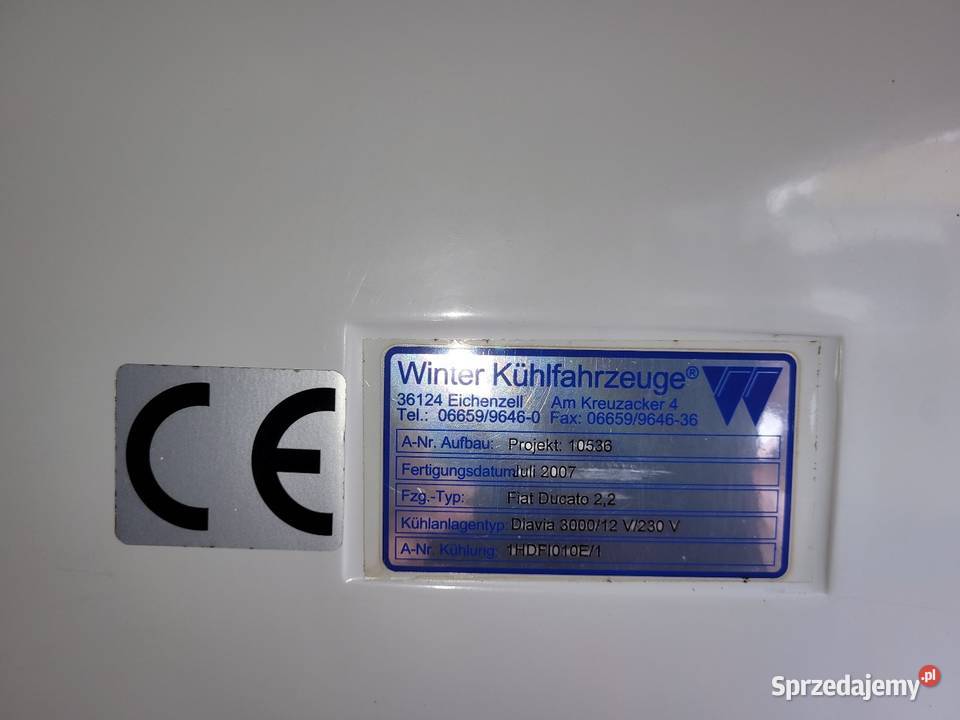 CE
Winter Kühlfahrzeuge®
36124 Eichenzell Am Kreuzacker 4
Tel.: 06659/9646-0 Fax: 06659/9646-36
A-Nr. Aufbau: Projekt: 10536
Fertigungsdatum: Juli 2007
Fzg.-Typ: Fiat Ducato 2,2
Kühlanlagentyp: Diavia 3000/12 V/230 V
A-Nr. Kühlung: 1HDFI010E/1
Sprzedajemy.pl